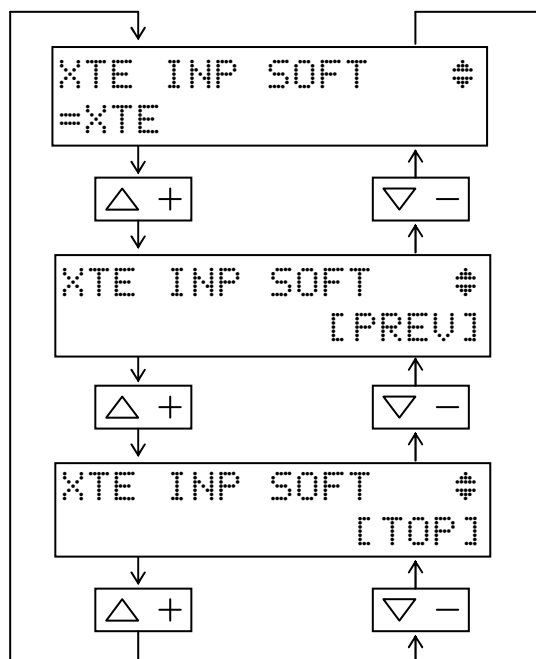 XTE INP SOFT
=XTE
△ + ▽ −
XTE INP SOFT
[PREV]
△ + ▽ −
XTE INP SOFT
[TOP]
△ + ▽ −